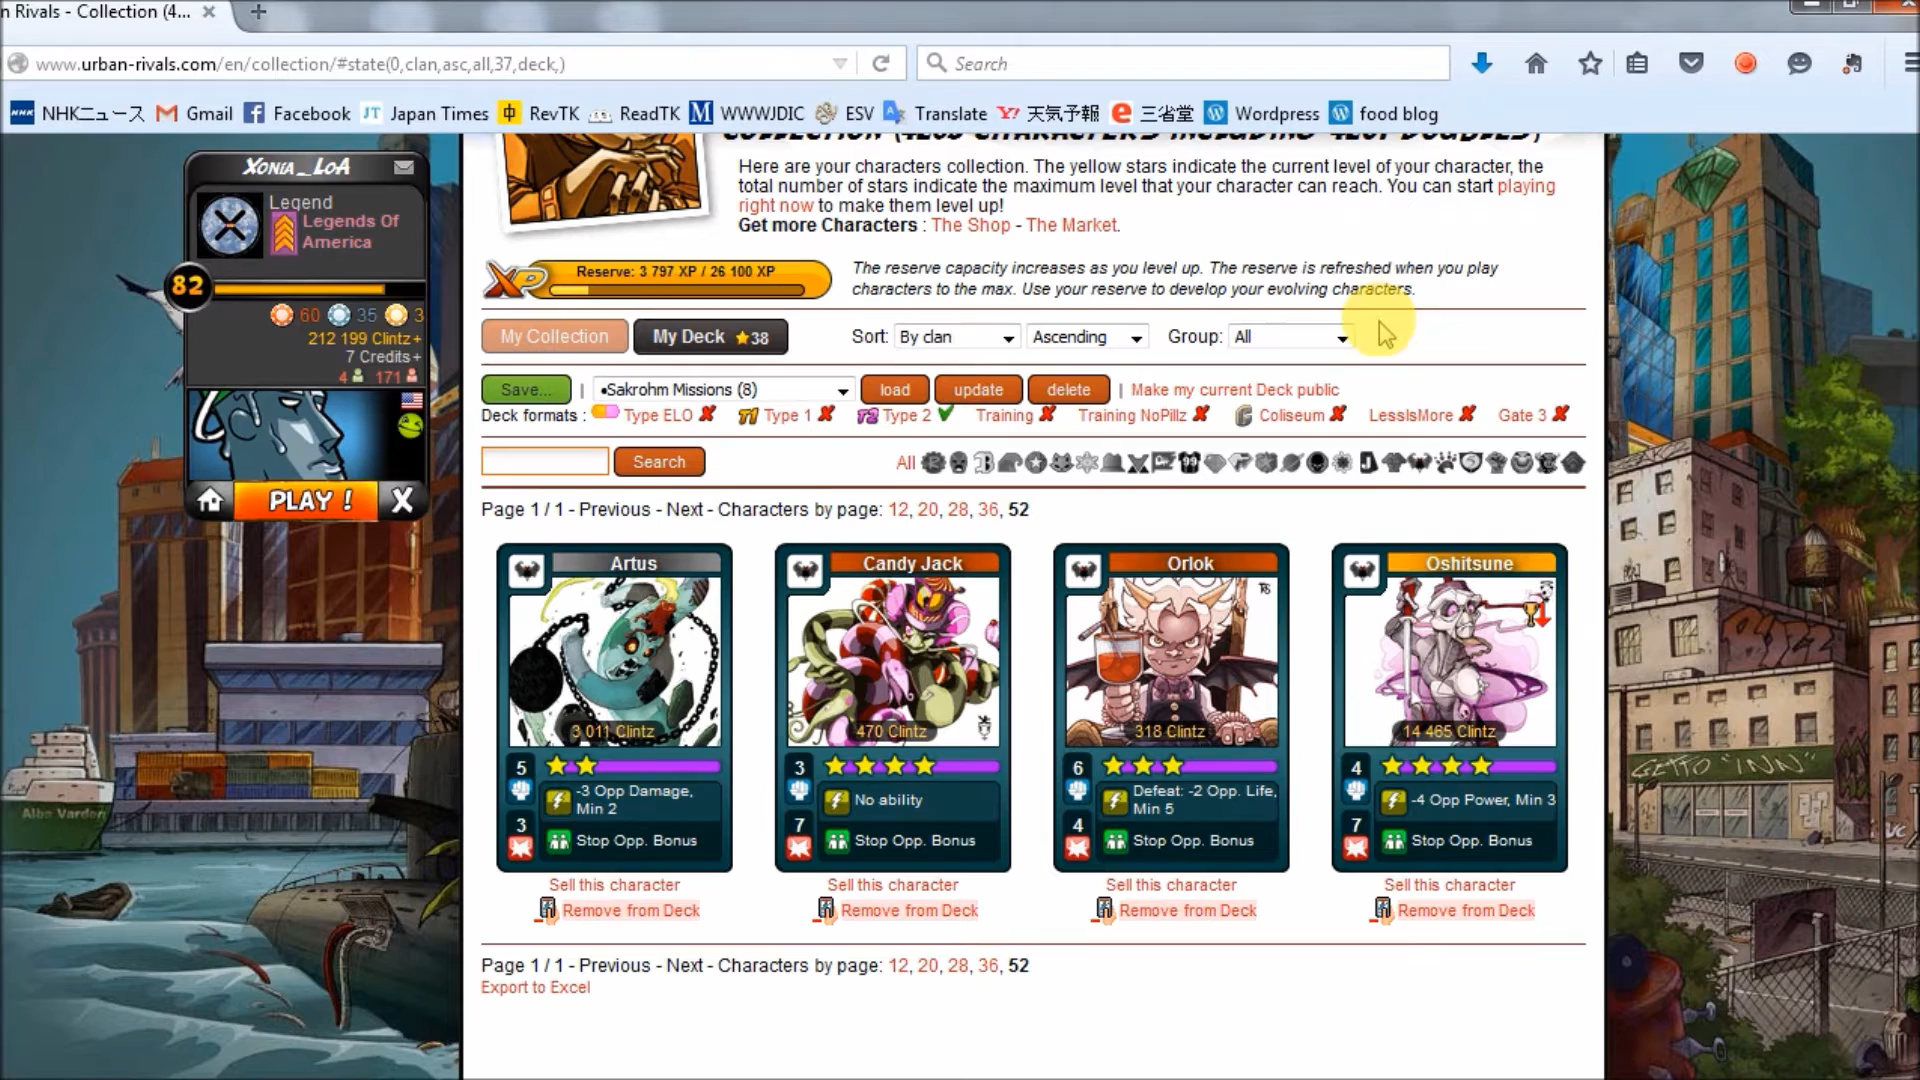 n Rivals - Collection (4...
www.urban-rivals.com/en/collection/#state(0,clan,asc,all,37,deck,)
Search
NHKニュース
Gmail
Facebook
JT Japan Times
中 RevTK
ReadTK
M WWWJDIC
ESV
Translate
天気予報
三省堂
Wordpress
food blog
Xonia_LoA
Legend
Legends Of
America
82
60 35 3
212 199 Clintz+
7 Credits+
4 171
PLAY !
X
Here are your characters collection. The yellow stars indicate the current level of your character, the
total number of stars indicate the maximum level that your character can reach. You can start playing
right now to make them level up!
Get more Characters : The Shop - The Market.
XP Reserve: 3 797 XP / 26 100 XP
The reserve capacity increases as you level up. The reserve is refreshed when you play
characters to the max. Use your reserve to develop your evolving characters.
My Collection
My Deck ★38
Sort: By clan Ascending Group: All
Save... | •Sakrohm Missions (8) load update delete | Make my current Deck public
Deck formats : Type ELO T1 Type 1 T2 Type 2 Training Training NoPillz Coliseum LessIsMore Gate 3
Search
All
Page 1 / 1 - Previous - Next - Characters by page: 12, 20, 28, 36, 52
Artus
3 011 Clintz
5
3
-3 Opp Damage,
Min 2
Stop Opp. Bonus
Sell this character
Remove from Deck
Candy Jack
470 Clintz
3
7
No ability
Stop Opp. Bonus
Sell this character
Remove from Deck
Orlok
318 Clintz
6
4
Defeat: -2 Opp. Life,
Min 5
Stop Opp. Bonus
Sell this character
Remove from Deck
Oshitsune
14 465 Clintz
4
7
-4 Opp Power, Min 3
Stop Opp. Bonus
Sell this character
Remove from Deck
Page 1 / 1 - Previous - Next - Characters by page: 12, 20, 28, 36, 52
Export to Excel
Alba Varden
GETTO "INN"